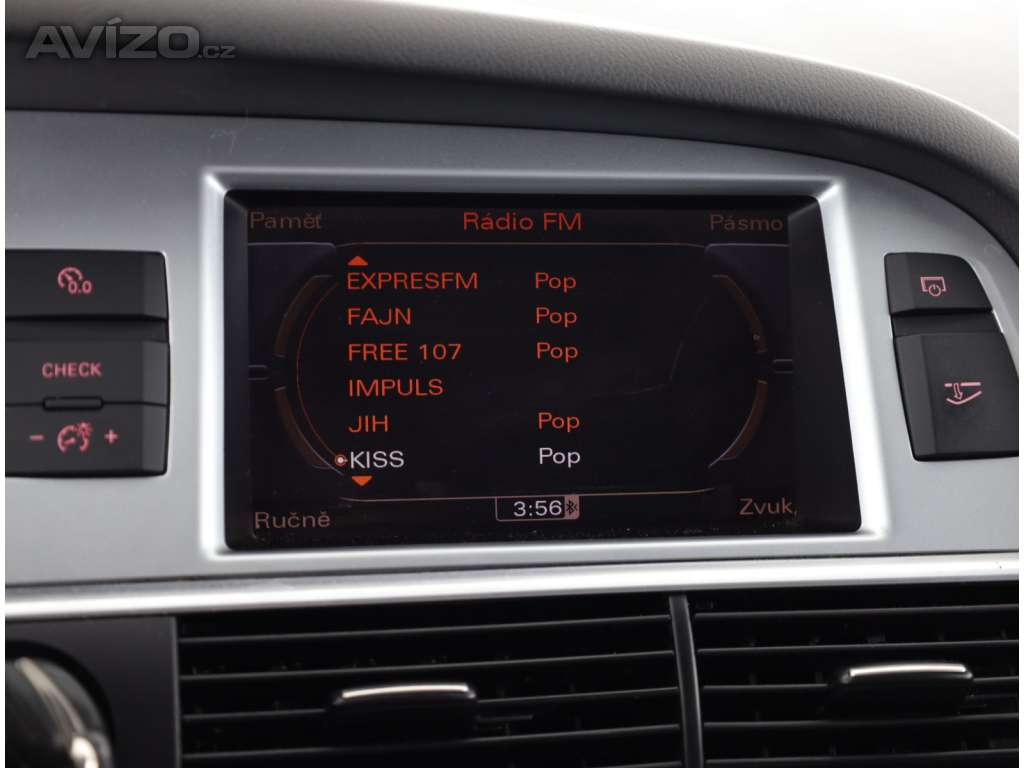 AVÍZO.cz
Paměť Rádio FM Pásmo
EXPRESFM Pop
FAJN Pop
FREE 107 Pop
IMPULS
JIH Pop
KISS Pop
Ručně 3:56 Zvuk
0.0
CHECK
- +